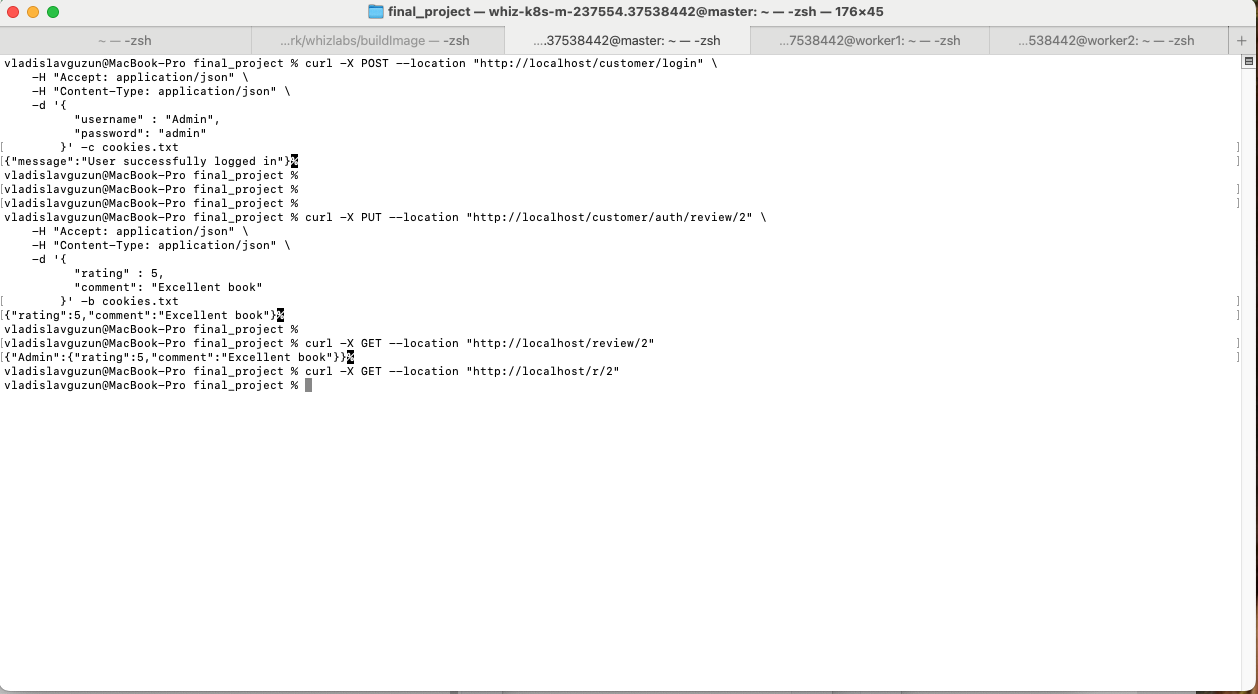 final_project — whiz-k8s-m-237554.37538442@master: ~ — -zsh — 176×45
~ — -zsh
...rk/whizlabs/buildImage — -zsh
....37538442@master: ~ — -zsh
...7538442@worker1: ~ — -zsh
...538442@worker2: ~ — -zsh
+
vladislavguzun@MacBook-Pro final_project % curl -X POST --location "http://localhost/customer/login" \
    -H "Accept: application/json" \
    -H "Content-Type: application/json" \
    -d '{
          "username" : "Admin",
          "password": "admin"
[        }' -c cookies.txt ]
[{"message":"User successfully logged in"}% ]
vladislavguzun@MacBook-Pro final_project %
[vladislavguzun@MacBook-Pro final_project % ]
[vladislavguzun@MacBook-Pro final_project % ]
vladislavguzun@MacBook-Pro final_project % curl -X PUT --location "http://localhost/customer/auth/review/2" \
    -H "Accept: application/json" \
    -H "Content-Type: application/json" \
    -d '{
          "rating" : 5,
          "comment": "Excellent book"
[        }' -b cookies.txt ]
[{"rating":5,"comment":"Excellent book"}% ]
vladislavguzun@MacBook-Pro final_project %
[vladislavguzun@MacBook-Pro final_project % curl -X GET --location "http://localhost/review/2" ]
[{"Admin":{"rating":5,"comment":"Excellent book"}}% ]
vladislavguzun@MacBook-Pro final_project % curl -X GET --location "http://localhost/r/2"
vladislavguzun@MacBook-Pro final_project %